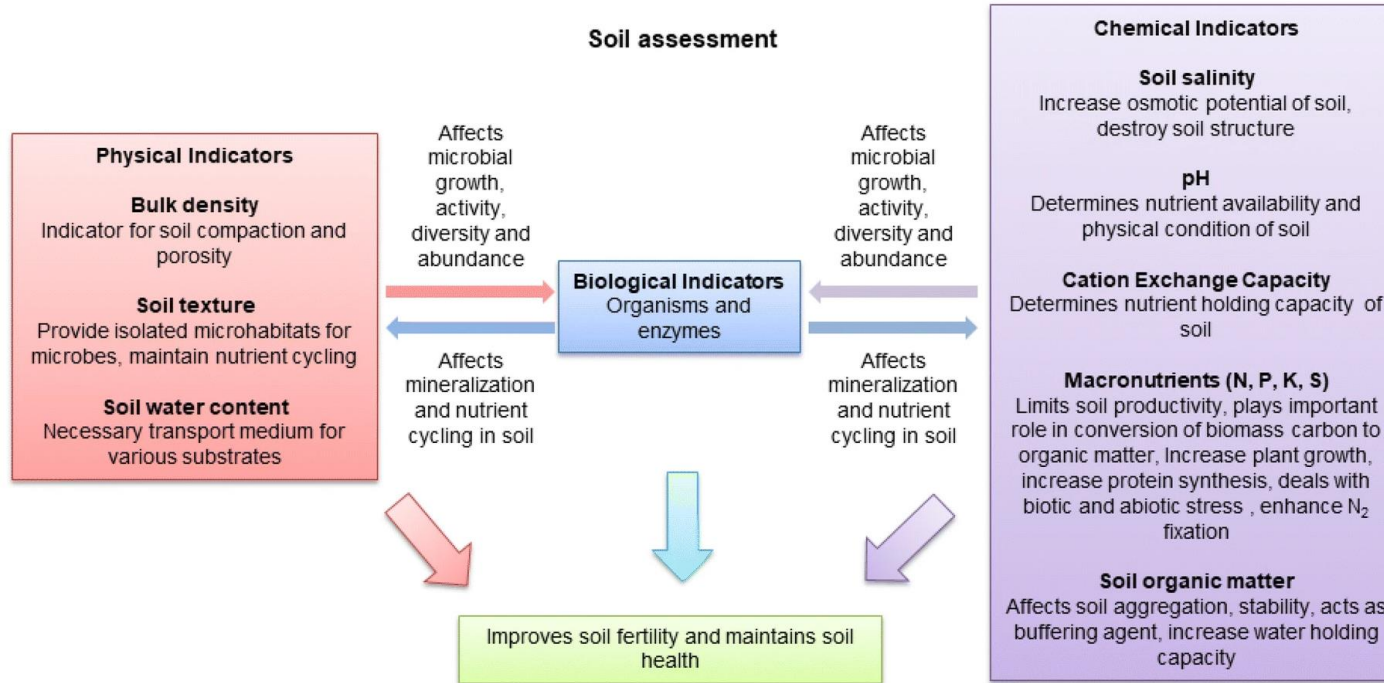 Soil assessment
Physical Indicators
Bulk density
Indicator for soil compaction and
porosity
Soil texture
Provide isolated microhabitats for
microbes, maintain nutrient cycling
Soil water content
Necessary transport medium for
various substrates
Affects
microbial
growth,
activity,
diversity and
abundance
Affects
mineralization
and nutrient
cycling in soil
Biological Indicators
Organisms and
enzymes
Affects
microbial
growth,
activity,
diversity and
abundance
Affects
mineralization
and nutrient
cycling in soil
Chemical Indicators
Soil salinity
Increase osmotic potential of soil,
destroy soil structure
pH
Determines nutrient availability and
physical condition of soil
Cation Exchange Capacity
Determines nutrient holding capacity of
soil
Macronutrients (N, P, K, S)
Limits soil productivity, plays important
role in conversion of biomass carbon to
organic matter, Increase plant growth,
increase protein synthesis, deals with
biotic and abiotic stress , enhance N₂
fixation
Soil organic matter
Affects soil aggregation, stability, acts as
buffering agent, increase water holding
capacity
Improves soil fertility and maintains soil
health